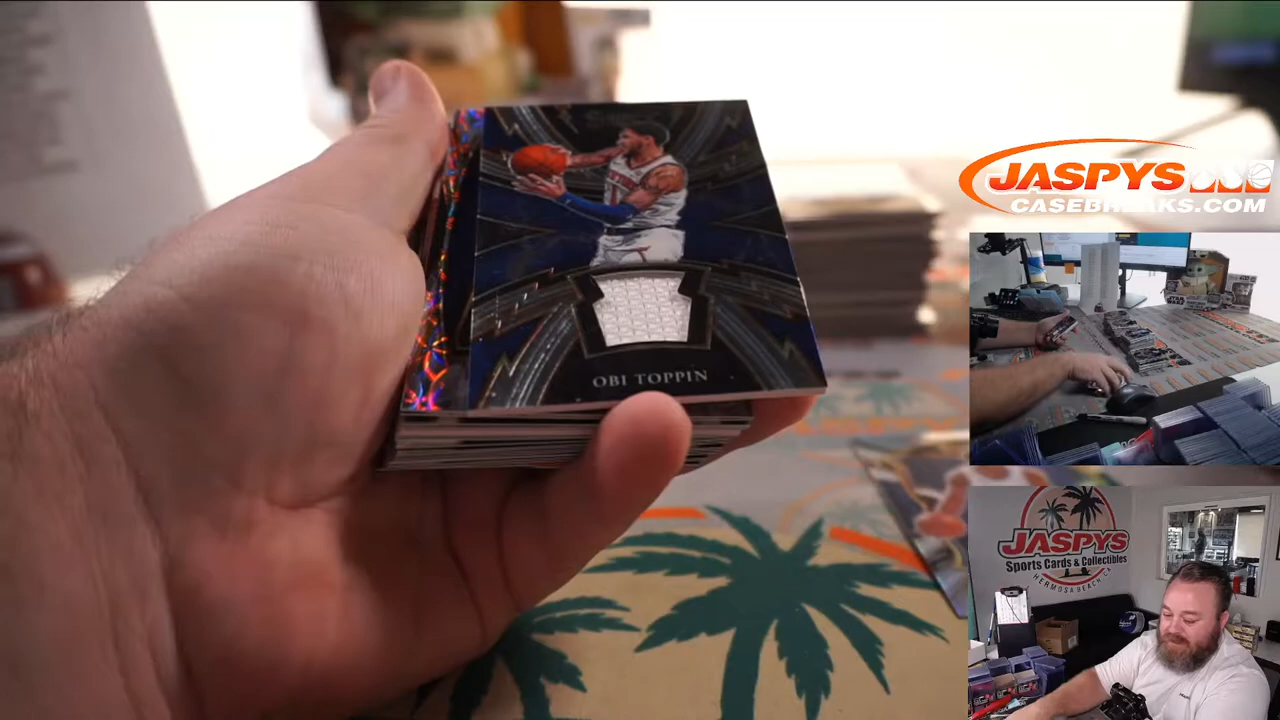 OBI TOPPIN
JASPYS
CASEBREAKS.COM
JASPYS
Sports Cards & Collectibles
HERMOSA BEACH, CA